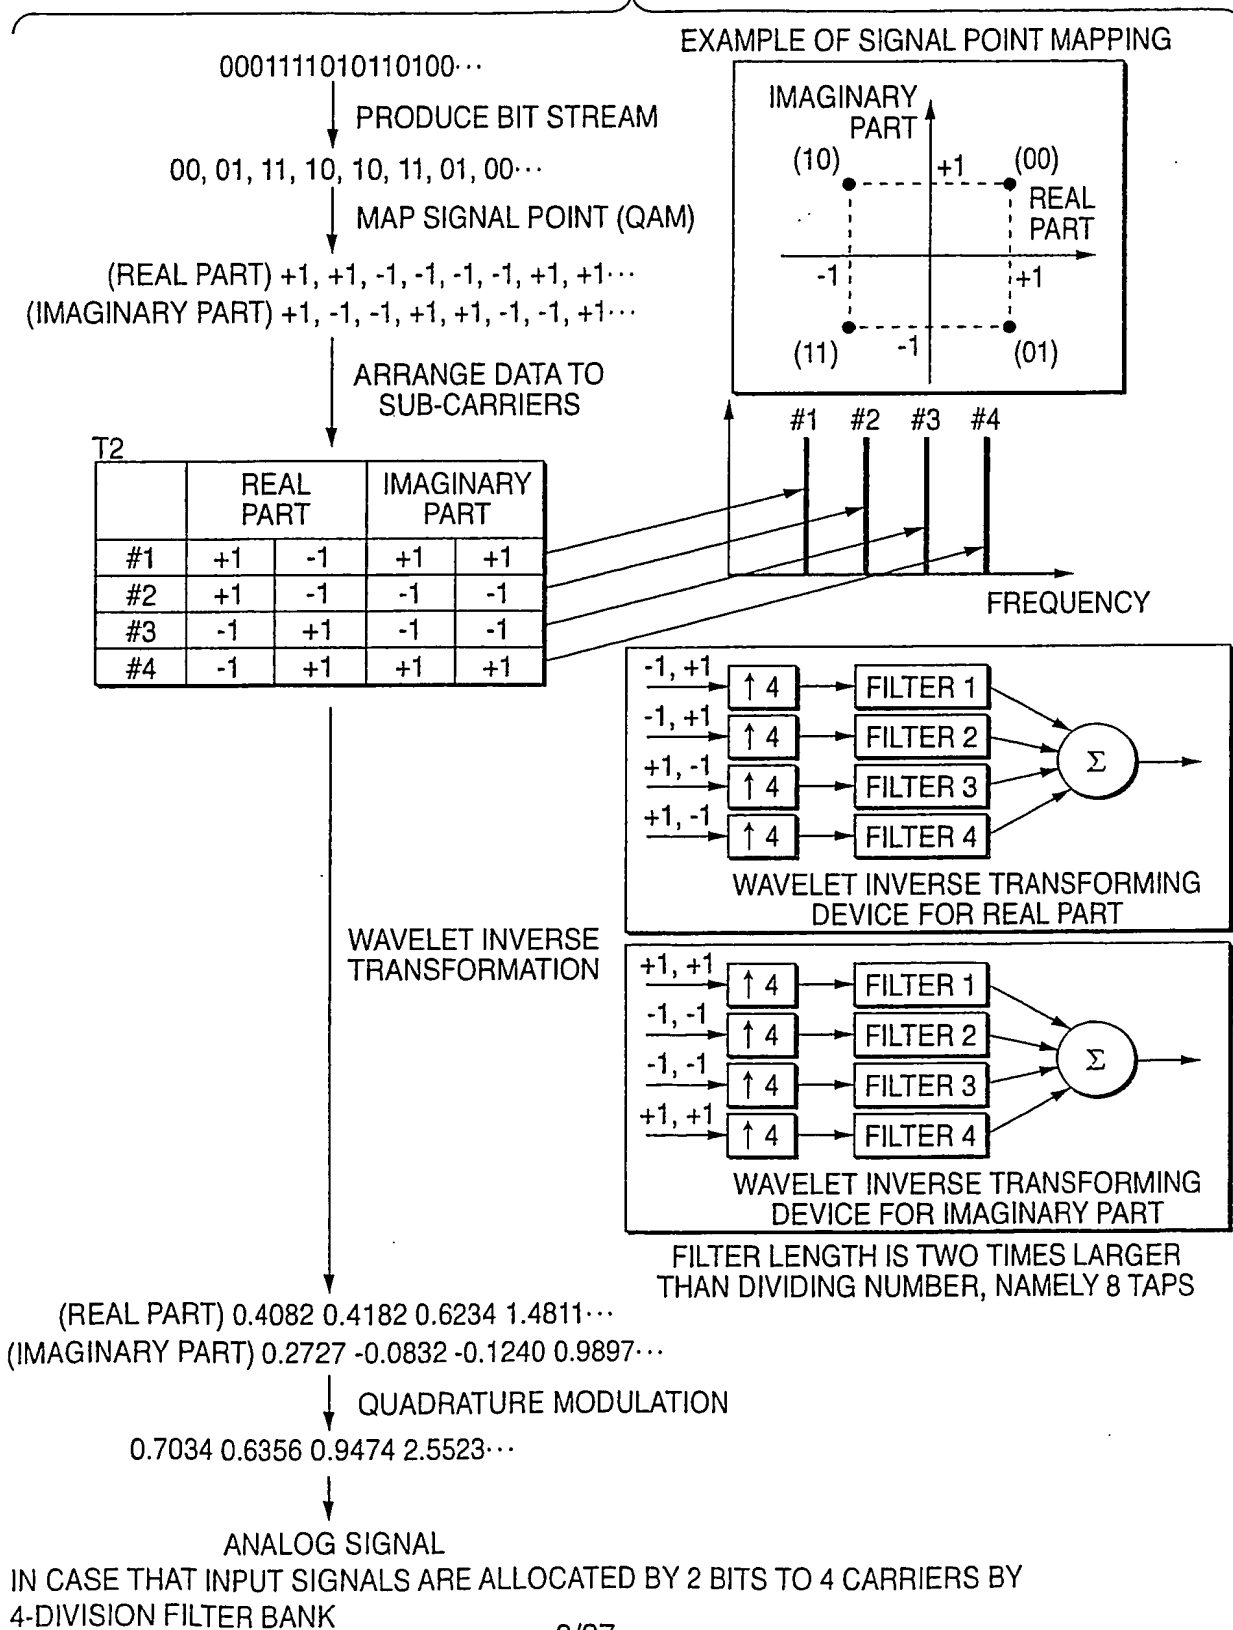 0001111010110100···
PRODUCE BIT STREAM
00, 01, 11, 10, 10, 11, 01, 00···
MAP SIGNAL POINT (QAM)
(REAL PART) +1, +1, -1, -1, -1, -1, +1, +1···
(IMAGINARY PART) +1, -1, -1, +1, +1, -1, -1, +1···
ARRANGE DATA TO
SUB-CARRIERS
EXAMPLE OF SIGNAL POINT MAPPING
IMAGINARY
PART
(10)
+1
(00)
REAL
PART
-1
+1
(11)
-1
(01)
#1 #2 #3 #4
FREQUENCY
T2
REAL
PART
IMAGINARY
PART
#1 +1 -1 +1 +1
#2 +1 -1 -1 -1
#3 -1 +1 -1 -1
#4 -1 +1 +1 +1
-1, +1 ↑ 4 FILTER 1
-1, +1 ↑ 4 FILTER 2
+1, -1 ↑ 4 FILTER 3
+1, -1 ↑ 4 FILTER 4
Σ
WAVELET INVERSE TRANSFORMING
DEVICE FOR REAL PART
WAVELET INVERSE
TRANSFORMATION
+1, +1 ↑ 4 FILTER 1
-1, -1 ↑ 4 FILTER 2
-1, -1 ↑ 4 FILTER 3
+1, +1 ↑ 4 FILTER 4
Σ
WAVELET INVERSE TRANSFORMING
DEVICE FOR IMAGINARY PART
FILTER LENGTH IS TWO TIMES LARGER
THAN DIVIDING NUMBER, NAMELY 8 TAPS
(REAL PART) 0.4082 0.4182 0.6234 1.4811···
(IMAGINARY PART) 0.2727 -0.0832 -0.1240 0.9897···
QUADRATURE MODULATION
0.7034 0.6356 0.9474 2.5523···
ANALOG SIGNAL
IN CASE THAT INPUT SIGNALS ARE ALLOCATED BY 2 BITS TO 4 CARRIERS BY
4-DIVISION FILTER BANK